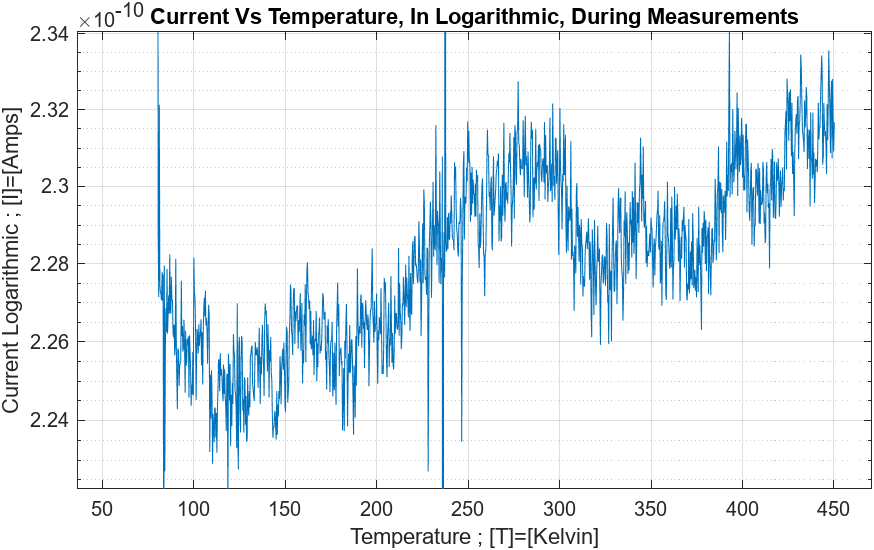 ×10-10 Current Vs Temperature, In Logarithmic, During Measurements
2.34
2.32
2.3
2.28
2.26
2.24
Current Logarithmic ; [I]=[Amps]
50 100 150 200 250 300 350 400 450
Temperature ; [T]=[Kelvin]